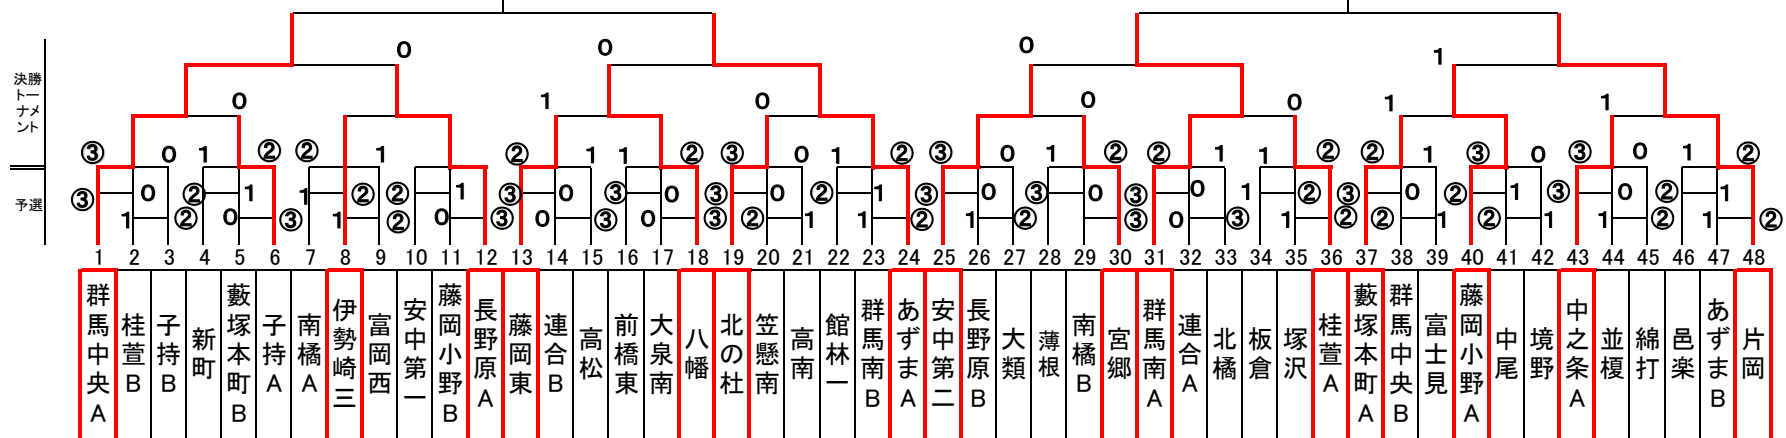 0 0 0 1
決勝トーナメント
0 1 0 0 0 1 1
③ 0 1 ② ② 1 ② 1 1 ② ③ 0 1 ② ③ 0 1 ② ② 1 1 ② ② 1 ③ 0 ③ 0 1 ②
予選
③ 0 ② 1 1 ② ② 1 ③ 0 ③ 0 ③ 0 ② 1 ③ 0 ③ 0 ③ 0 1 ② ③ 0 ② 1 ③ 0 ② 1
1 ② 0 ③ 1 ② 0 ③ 0 ③ 0 ③ ② 1 1 ② 1 ② ③ 0 ③ 1 ② ② 1 ② 1 1 ② 1 ②
1 2 3 4 5 6 7 8 9 10 11 12 13 14 15 16 17 18 19 20 21 22 23 24 25 26 27 28 29 30 31 32 33 34 35 36 37 38 39 40 41 42 43 44 45 46 47 48
群馬中央A
桂萱B
子持B
新町
藪塚本町B
子持A
南橘A
伊勢崎三
富岡西
安中第一
藤岡小野B
長野原A
藤岡東
連合B
高松
前橋東
大泉南
八幡
北の杜
笠懸南
高南
館林一
群馬南B
あずまA
安中第二
長野原B
大類
薄根
南橘B
宮郷
群馬南A
連合A
北橘
板倉
塚沢
桂萱A
藪塚本町A
群馬中央B
富士見
藤岡小野A
中尾
境野
中之条A
並榎
綿打
邑楽
あずまB
片岡